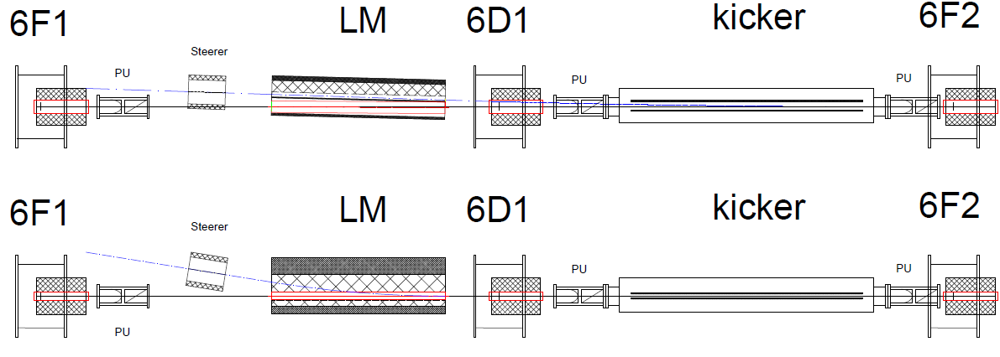 6F1 LM 6D1 kicker 6F2
Steerer
PU PU PU
6F1 LM 6D1 kicker 6F2
Steerer
PU PU
PU